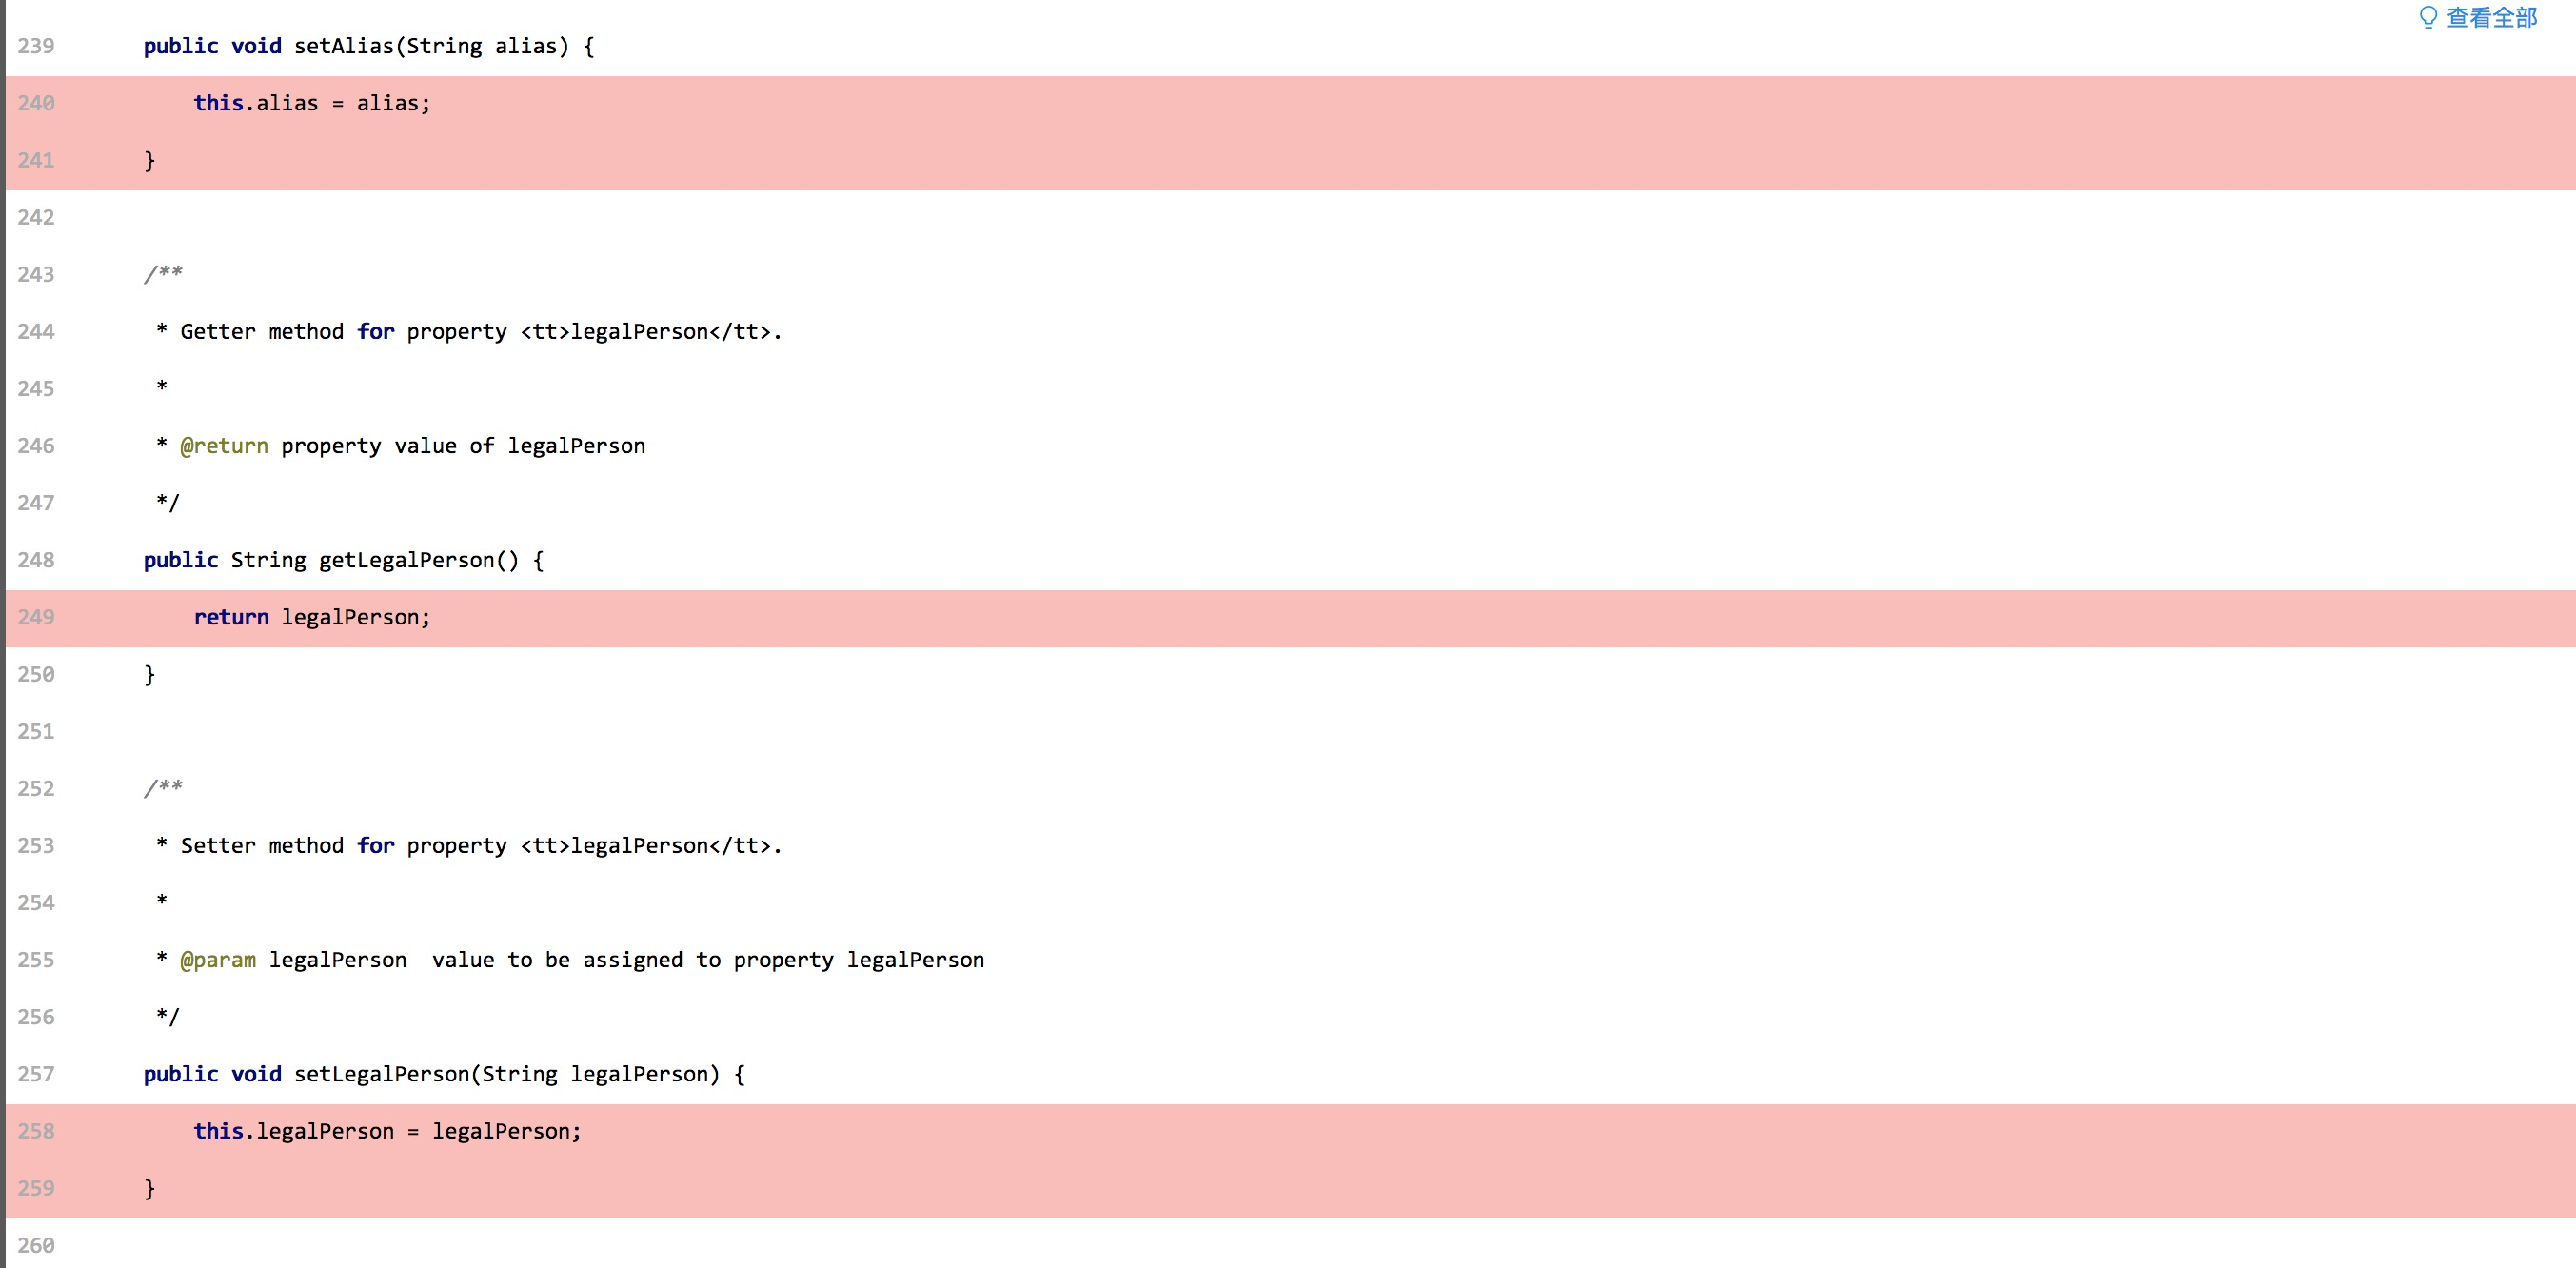 查看全部
239 public void setAlias(String alias) {
240 this.alias = alias;
241 }
242
243 /**
244 * Getter method for property <tt>legalPerson</tt>.
245 *
246 * @return property value of legalPerson
247 */
248 public String getLegalPerson() {
249 return legalPerson;
250 }
251
252 /**
253 * Setter method for property <tt>legalPerson</tt>.
254 *
255 * @param legalPerson  value to be assigned to property legalPerson
256 */
257 public void setLegalPerson(String legalPerson) {
258 this.legalPerson = legalPerson;
259 }
260